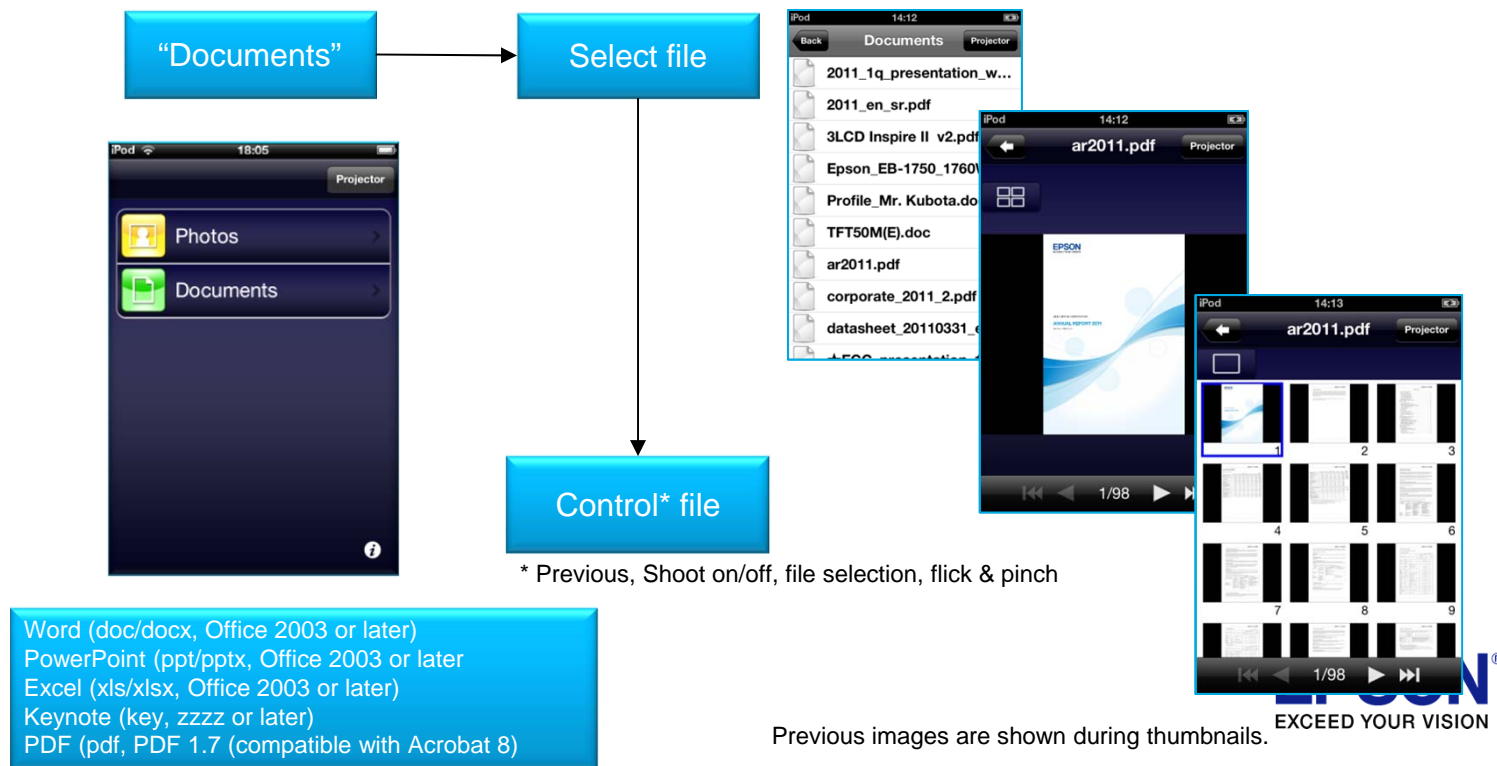 “Documents”
Select file
Control* file
* Previous, Shoot on/off, file selection, flick & pinch
iPod 18:05
Projector
Photos
Documents
Word (doc/docx, Office 2003 or later)
PowerPoint (ppt/pptx, Office 2003 or later
Excel (xls/xlsx, Office 2003 or later)
Keynote (key, zzzz or later)
PDF (pdf, PDF 1.7 (compatible with Acrobat 8)
iPod 14:12
Back Documents Projector
2011_1q_presentation_w...
2011_en_sr.pdf
3LCD Inspire II v2.pdf
Epson_EB-1750_1760
Profile_Mr. Kubota.do
TFT50M(E).doc
ar2011.pdf
corporate_2011_2.pdf
datasheet_20110331_e
iPod 14:12
ar2011.pdf Projector
EPSON
ANNUAL REPORT 2011
1/98
iPod 14:13
ar2011.pdf Projector
1 2 3
4 5 6
7 8 9
1/98
Previous images are shown during thumbnails.
EPSON®
EXCEED YOUR VISION